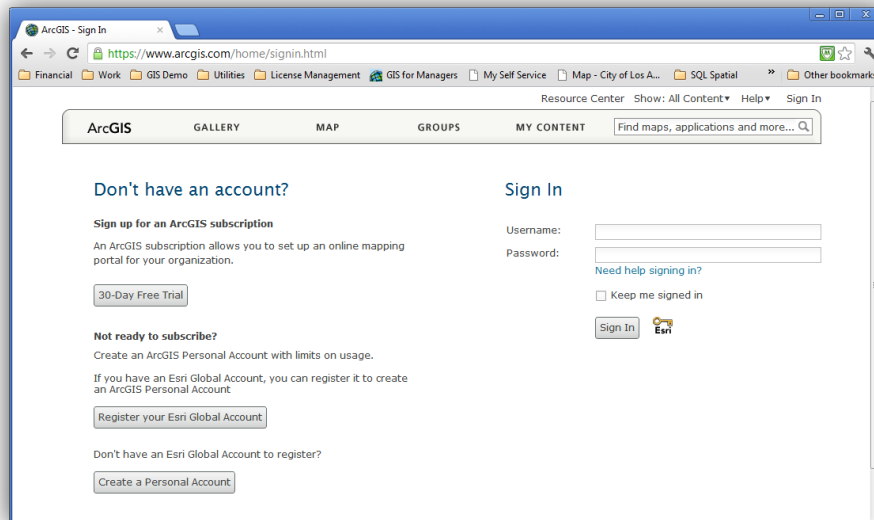 ArcGIS - Sign In
https://www.arcgis.com/home/signin.html
Financial Work GIS Demo Utilities License Management GIS for Managers My Self Service Map - City of Los A... SQL Spatial » Other bookmarks
Resource Center Show: All Content Help Sign In
ArcGIS GALLERY MAP GROUPS MY CONTENT Find maps, applications and more...
Don't have an account?
Sign up for an ArcGIS subscription
An ArcGIS subscription allows you to set up an online mapping
portal for your organization.
30-Day Free Trial
Not ready to subscribe?
Create an ArcGIS Personal Account with limits on usage.
If you have an Esri Global Account, you can register it to create
an ArcGIS Personal Account
Register your Esri Global Account
Don't have an Esri Global Account to register?
Create a Personal Account
Sign In
Username:
Password:
Need help signing in?
Keep me signed in
Sign In Esri